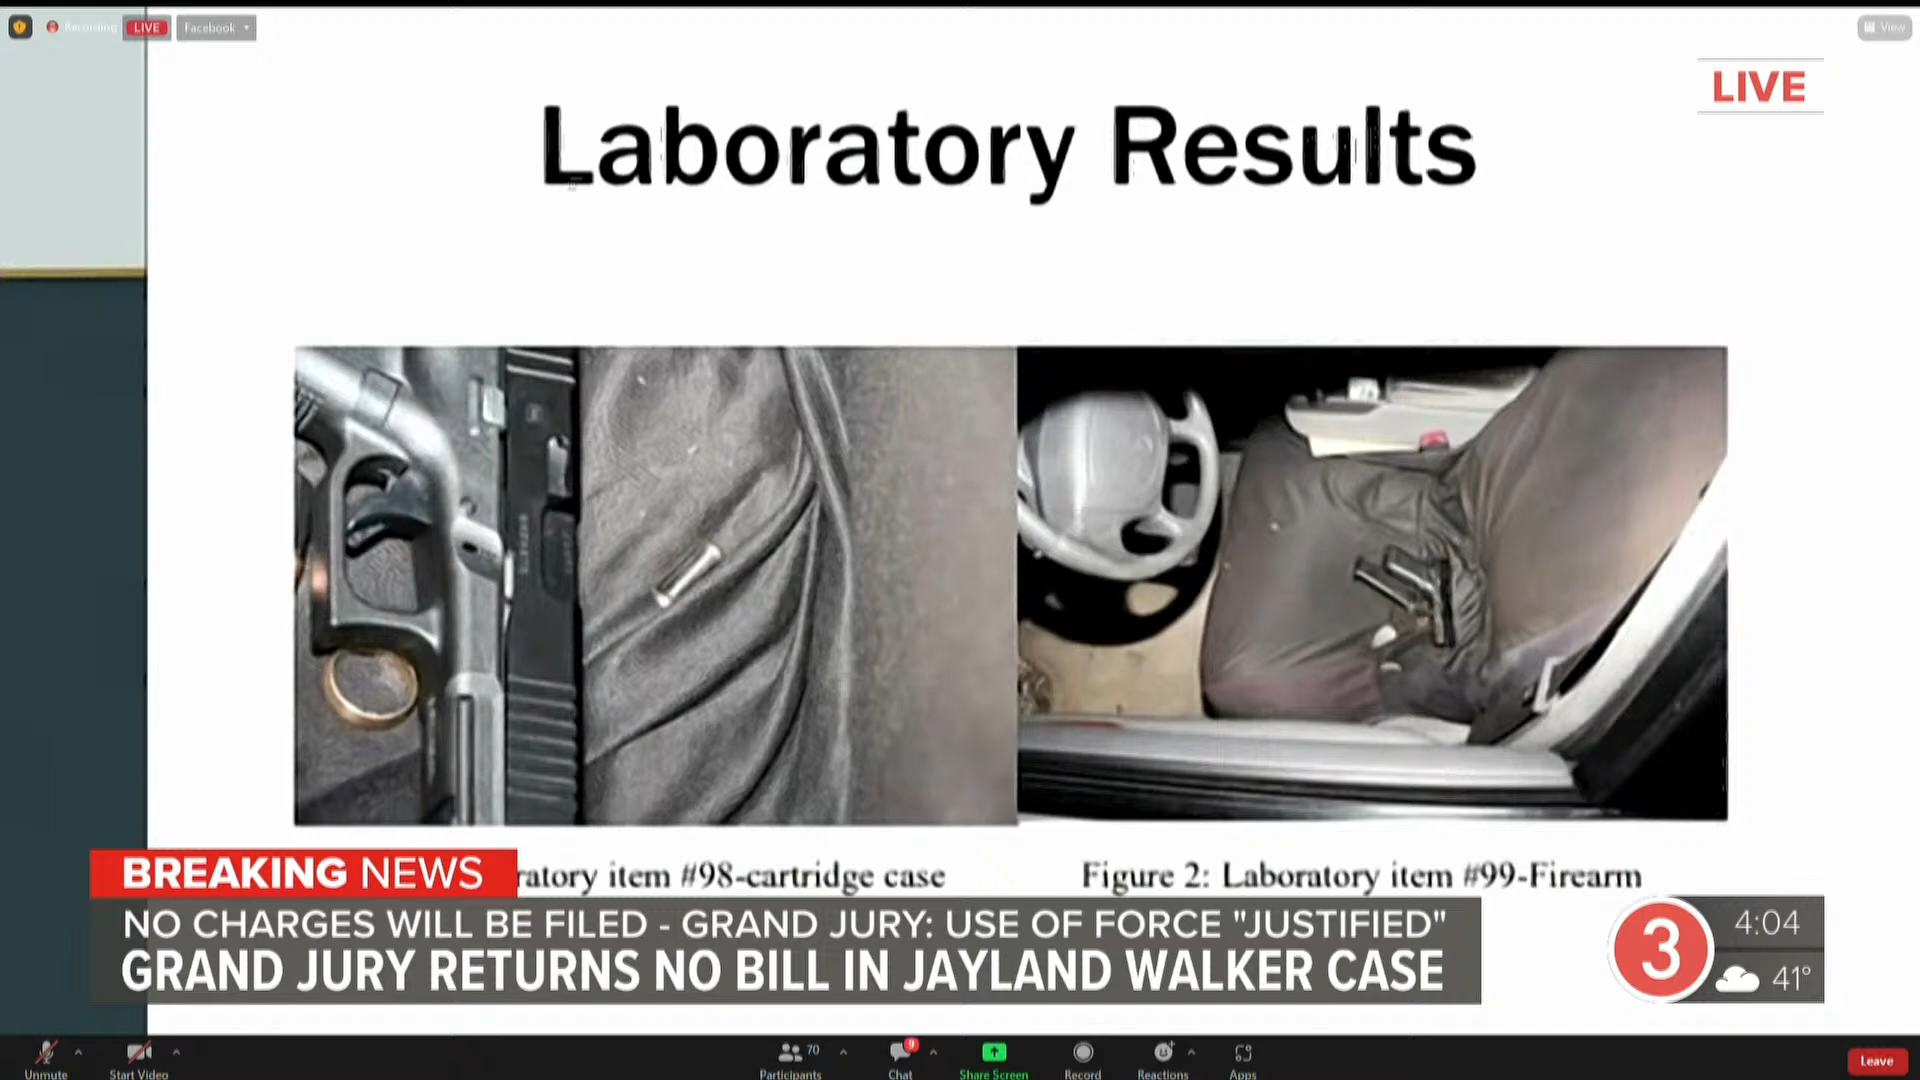 Recording
LIVE
Facebook
View
LIVE
Laboratory Results
ratory item #98-cartridge case
Figure 2: Laboratory item #99-Firearm
BREAKING NEWS
NO CHARGES WILL BE FILED - GRAND JURY: USE OF FORCE "JUSTIFIED"
GRAND JURY RETURNS NO BILL IN JAYLAND WALKER CASE
3
4:04
41°
Unmute
Start Video
70
Participants
9
Chat
Share Screen
Record
Reactions
Apps
Leave